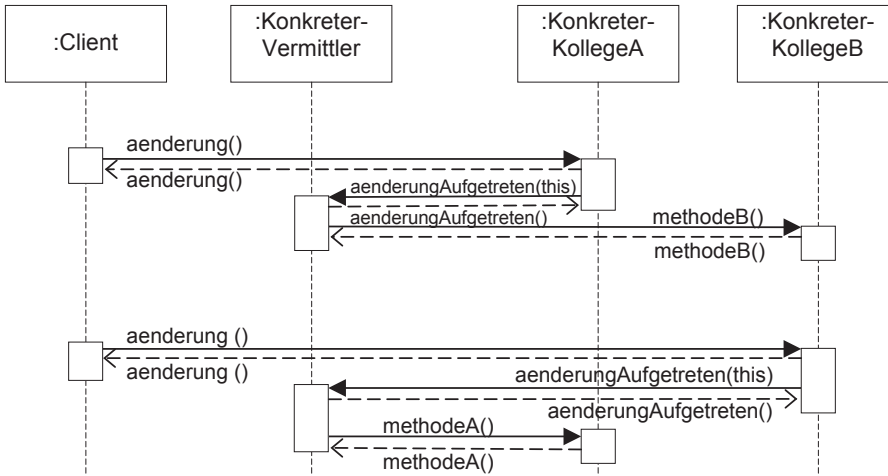 :Client
:Konkreter-
Vermittler
:Konkreter-
KollegeA
:Konkreter-
KollegeB
aenderung()
aenderung()
aenderungAufgetreten(this)
aenderungAufgetreten()
methodeB()
methodeB()
aenderung ()
aenderung ()
aenderungAufgetreten(this)
aenderungAufgetreten()
methodeA()
methodeA()